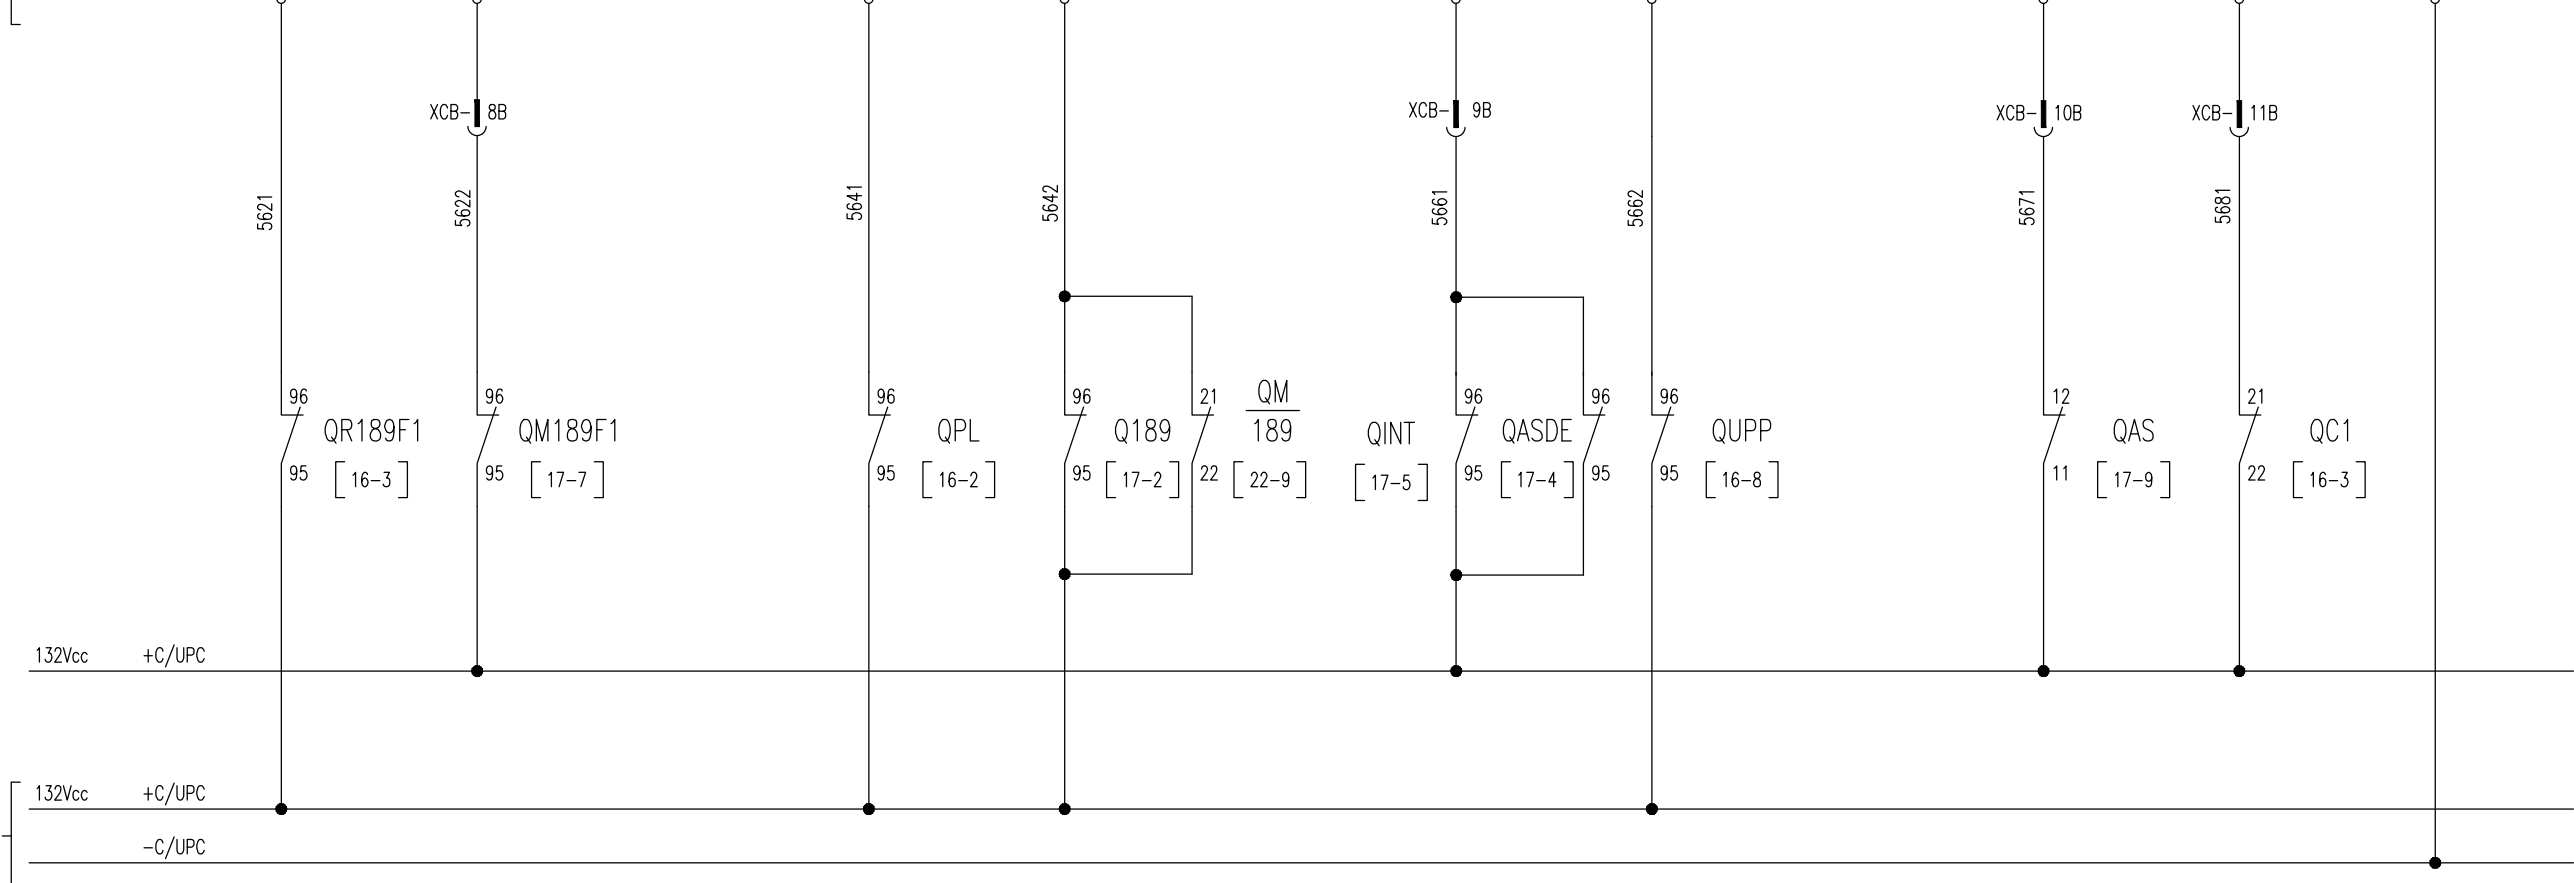 XCB- 8B
XCB- 9B
XCB- 10B
XCB- 11B
5621
5622
5641
5642
5661
5662
5671
5681
96
96
96
96
21
96
96
96
12
21
QR189F1
QM189F1
QPL
Q189
QM
189
QINT
QASDE
QUPP
QAS
QC1
95
[16-3]
95
[17-7]
95
[16-2]
95
[17-2]
22
[22-9]
[17-5]
95
[17-4]
95
95
[16-8]
11
[17-9]
22
[16-3]
132Vcc +C/UPC
132Vcc +C/UPC
-C/UPC